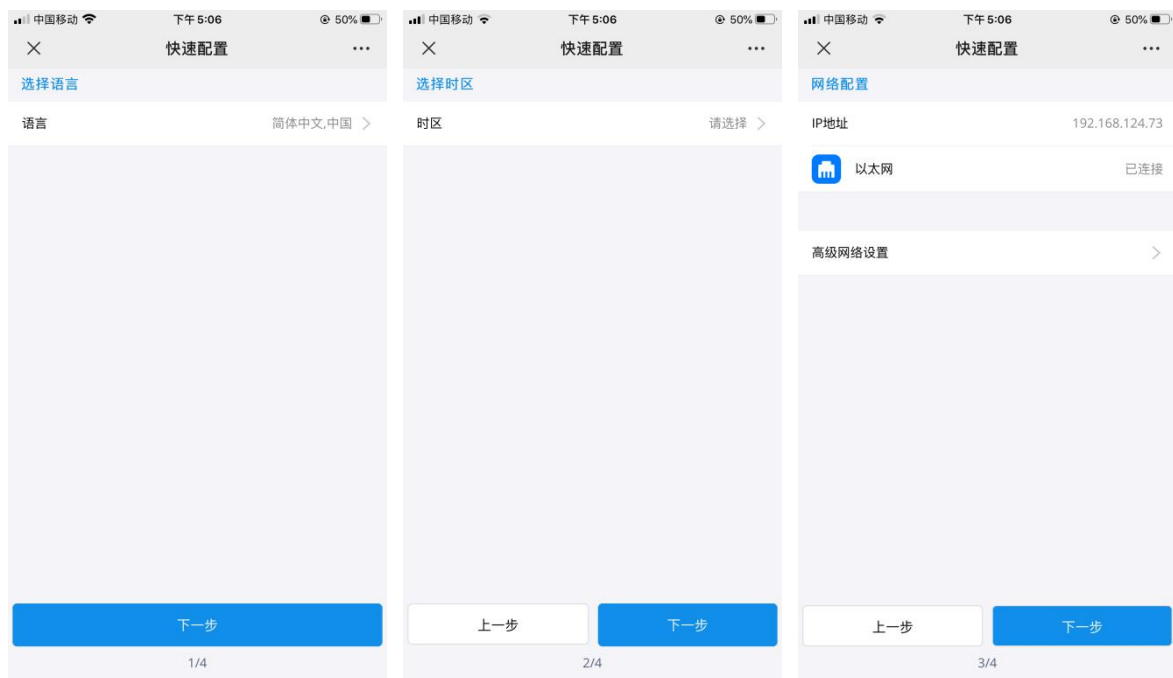 中国移动 下午5:06 50%
快速配置
选择语言
语言 简体中文,中国
下一步
1/4
中国移动 下午5:06 50%
快速配置
选择时区
时区 请选择
上一步 下一步
2/4
中国移动 下午5:06 50%
快速配置
网络配置
IP地址 192.168.124.73
以太网 已连接
高级网络设置
上一步 下一步
3/4